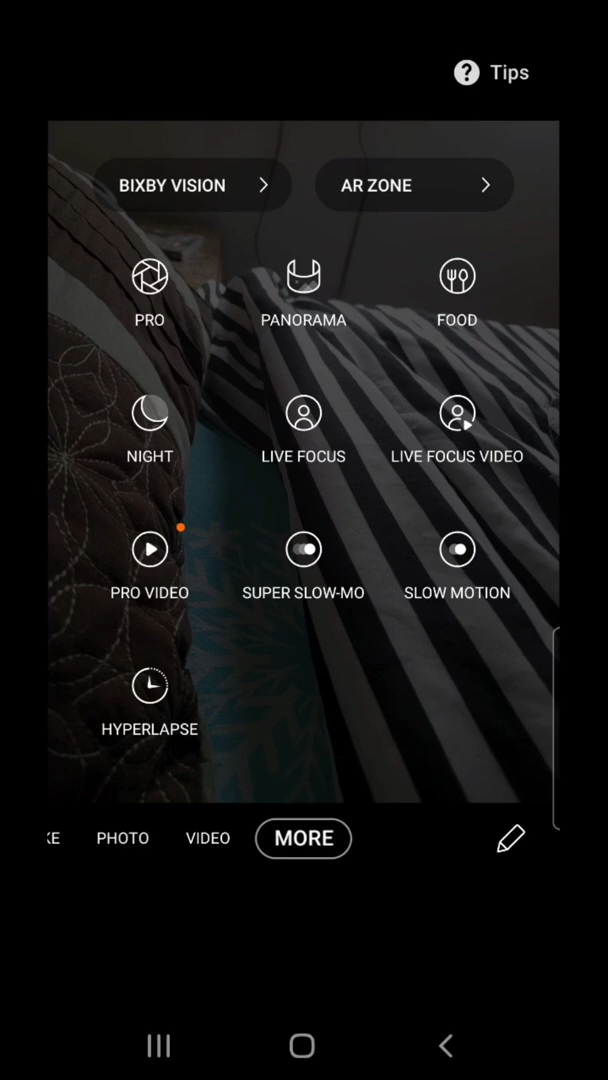 Tips
BIXBY VISION
AR ZONE
PRO
PANORAMA
FOOD
NIGHT
LIVE FOCUS
LIVE FOCUS VIDEO
PRO VIDEO
SUPER SLOW-MO
SLOW MOTION
HYPERLAPSE
KE PHOTO VIDEO MORE